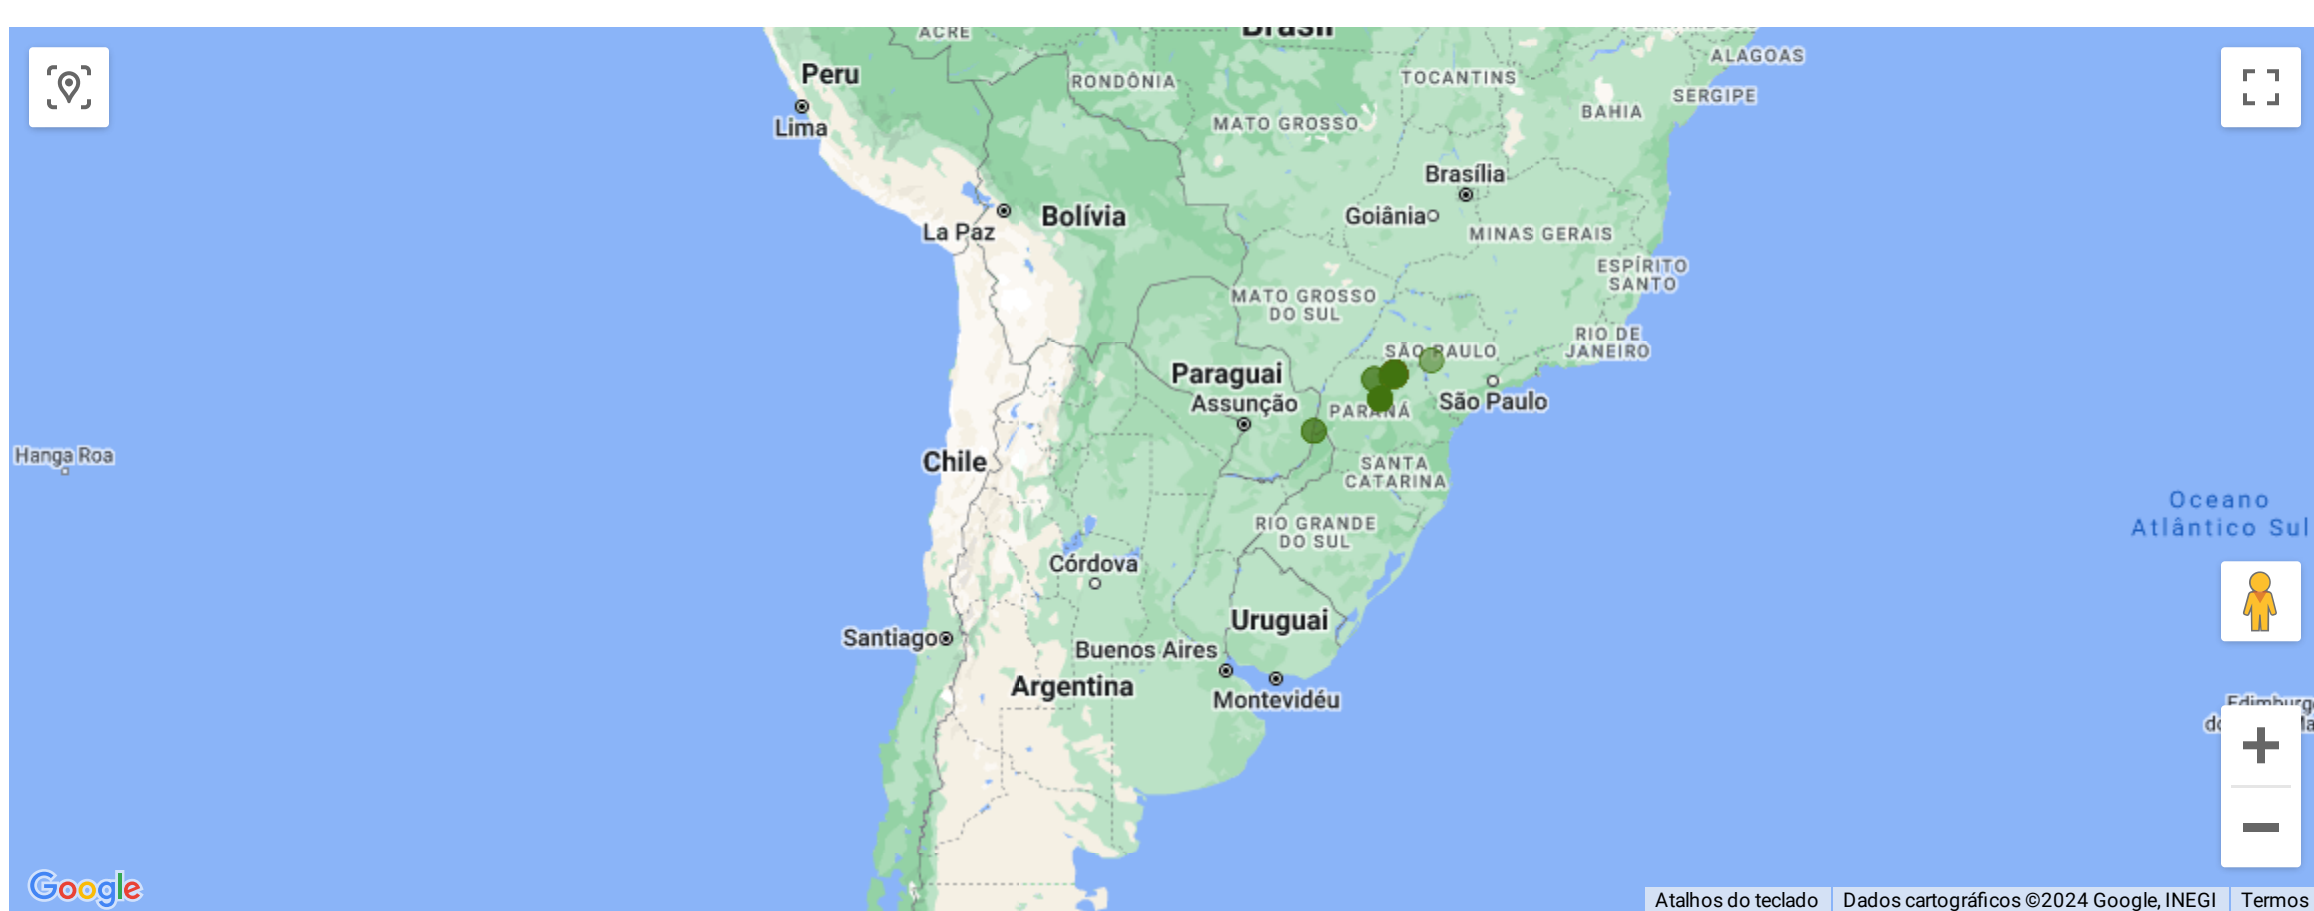 Brasil
ACRE
ALAGOAS
Peru
RONDÔNIA
TOCANTINS
SERGIPE
Lima
MATO GROSSO
BAHIA
Brasília
Bolívia
Goiânia
La Paz
MINAS GERAIS
ESPÍRITO
SANTO
MATO GROSSO
DO SUL
RIO DE
JANEIRO
SÃO PAULO
Paraguai
Assunção
PARANÁ
São Paulo
Hanga Roa
Chile
SANTA
CATARINA
Oceano
Atlântico Sul
RIO GRANDE
DO SUL
Córdova
Uruguai
Santiago
Buenos Aires
Argentina
Montevidéu
Google
Atalhos do teclado
Dados cartográficos ©2024 Google, INEGI
Termos